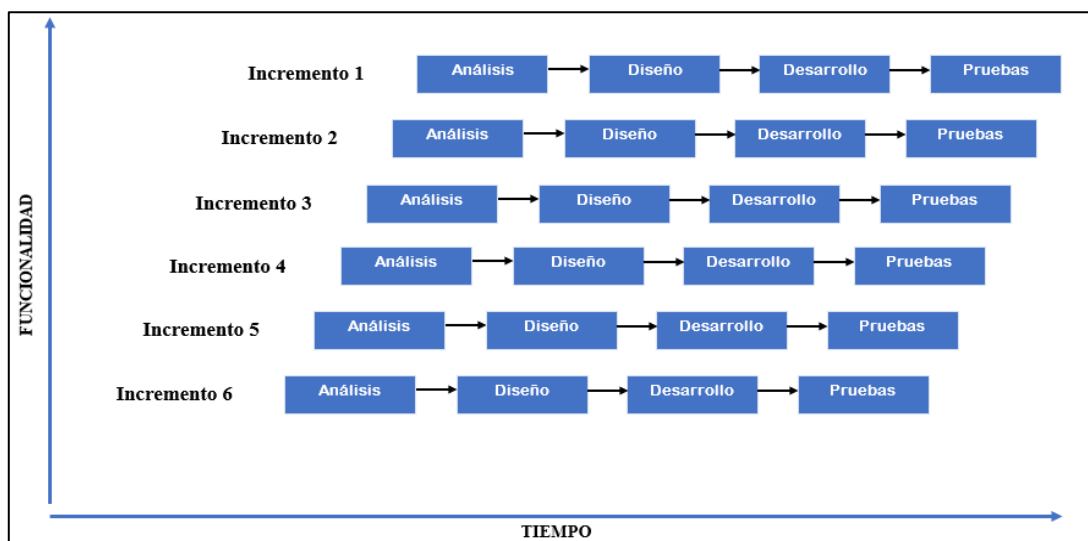 Incremento 1 Análisis Diseño Desarrollo Pruebas
Incremento 2 Análisis Diseño Desarrollo Pruebas
Incremento 3 Análisis Diseño Desarrollo Pruebas
Incremento 4 Análisis Diseño Desarrollo Pruebas
Incremento 5 Análisis Diseño Desarrollo Pruebas
Incremento 6 Análisis Diseño Desarrollo Pruebas
FUNCIONALIDAD
TIEMPO